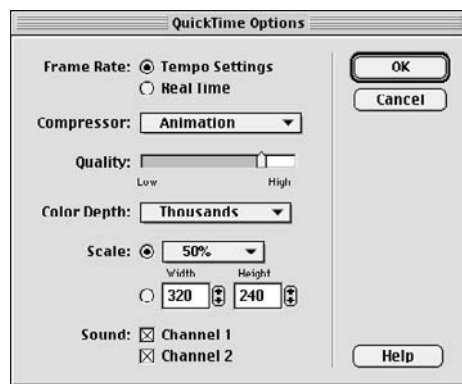 QuickTime Options
Frame Rate: Tempo Settings
Real Time
Compressor: Animation
Quality:
Low High
Color Depth: Thousands
Scale: 50%
Width Height
320 240
Sound: Channel 1
Channel 2
OK
Cancel
Help